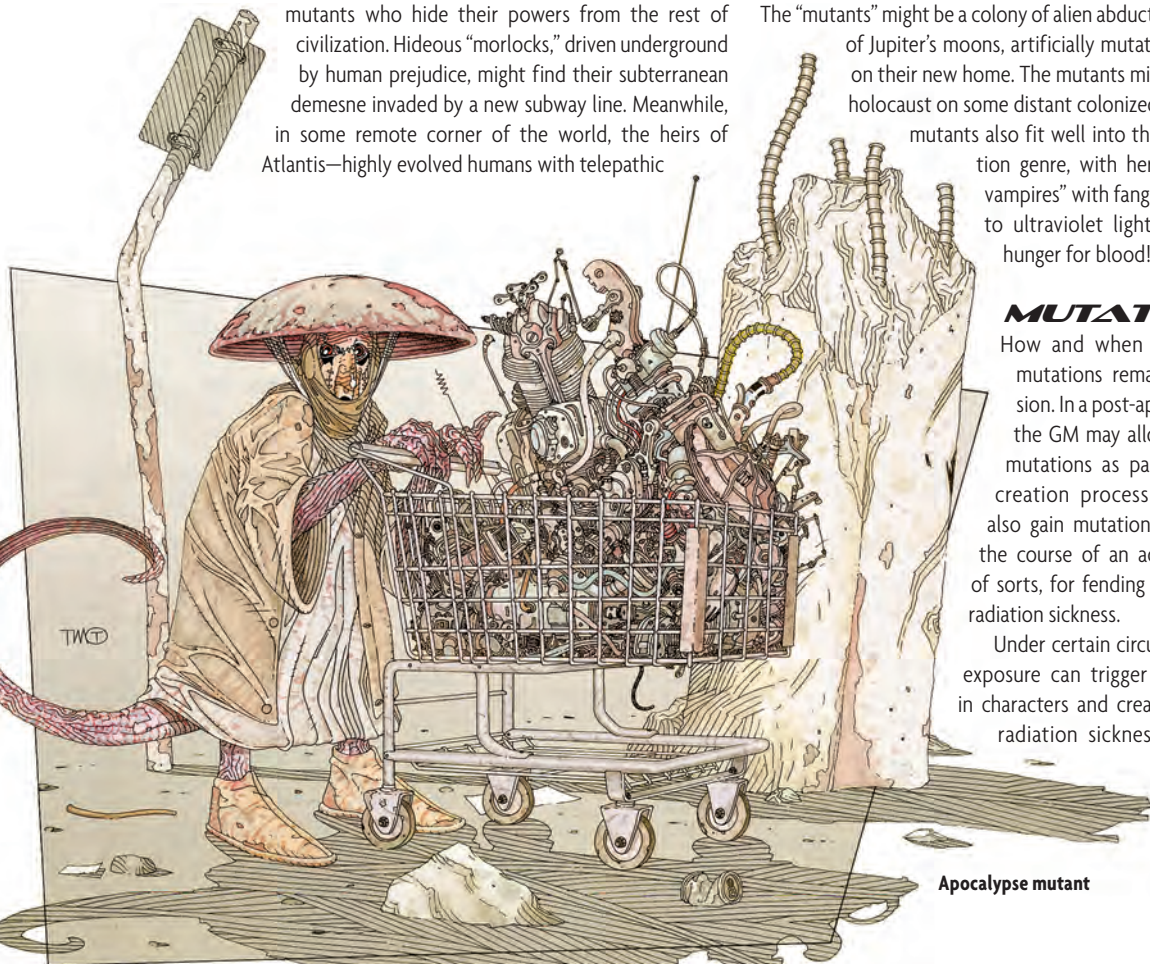 mutants who hide their powers from the rest of
civilization. Hideous “morlocks,” driven underground
by human prejudice, might find their subterranean
demesne invaded by a new subway line. Meanwhile,
in some remote corner of the world, the heirs of
Atlantis—highly evolved humans with telepathic
The “mutants” might be a colony of alien abduct
of Jupiter’s moons, artificially mutat
on their new home. The mutants mi
holocaust on some distant colonized
mutants also fit well into th
tion genre, with her
vampires” with fang
to ultraviolet light
hunger for blood!
MUTAT
How and when
mutations rema
sion. In a post-ap
the GM may allo
mutations as pa
creation process
also gain mutation
the course of an a
of sorts, for fending
radiation sickness.
Under certain circu
exposure can trigger
in characters and crea
radiation sicknes
TW
Apocalypse mutant